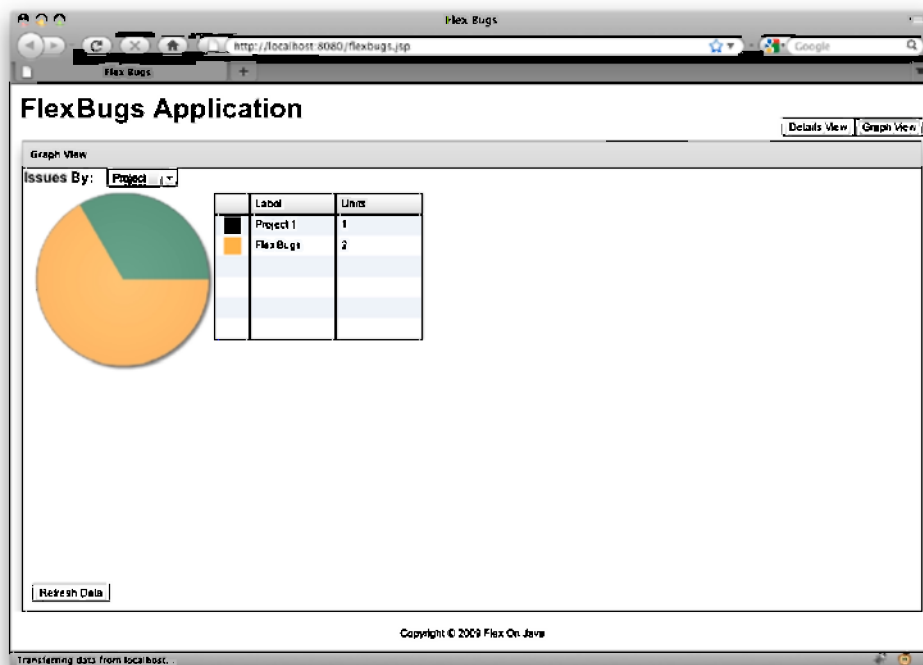 Flex Bugs
http://localhost:8080/flexbugs.jsp
Google
Flex Bugs
+
FlexBugs Application
Details View
Graph View
Graph View
Issues By: Project
Label Units
Project 1 1
FlexBugs 2
Refresh Data
Copyright © 2009 Flex On Java
Transferring data from localhost...